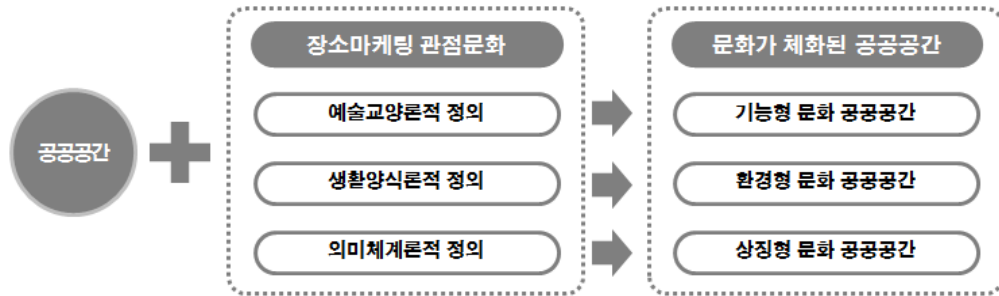 공공공간
장소마케팅 관점문화
예술교양론적 정의
생활양식론적 정의
의미체계론적 정의
문화가 체화된 공공공간
기능형 문화 공공공간
환경형 문화 공공공간
상징형 문화 공공공간